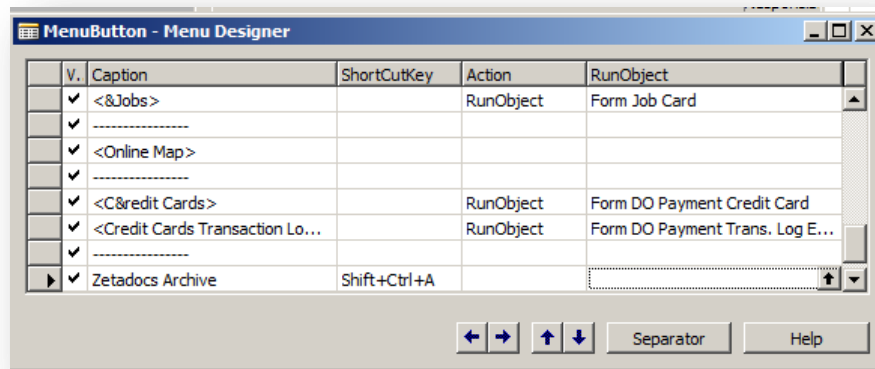 MenuButton - Menu Designer
V. Caption ShortCutKey Action RunObject
<&Jobs> RunObject Form Job Card
----------------
<Online Map>
----------------
<C&redit Cards> RunObject Form DO Payment Credit Card
<Credit Cards Transaction Lo... RunObject Form DO Payment Trans. Log E...
----------------
Zetadocs Archive Shift+Ctrl+A
Separator Help